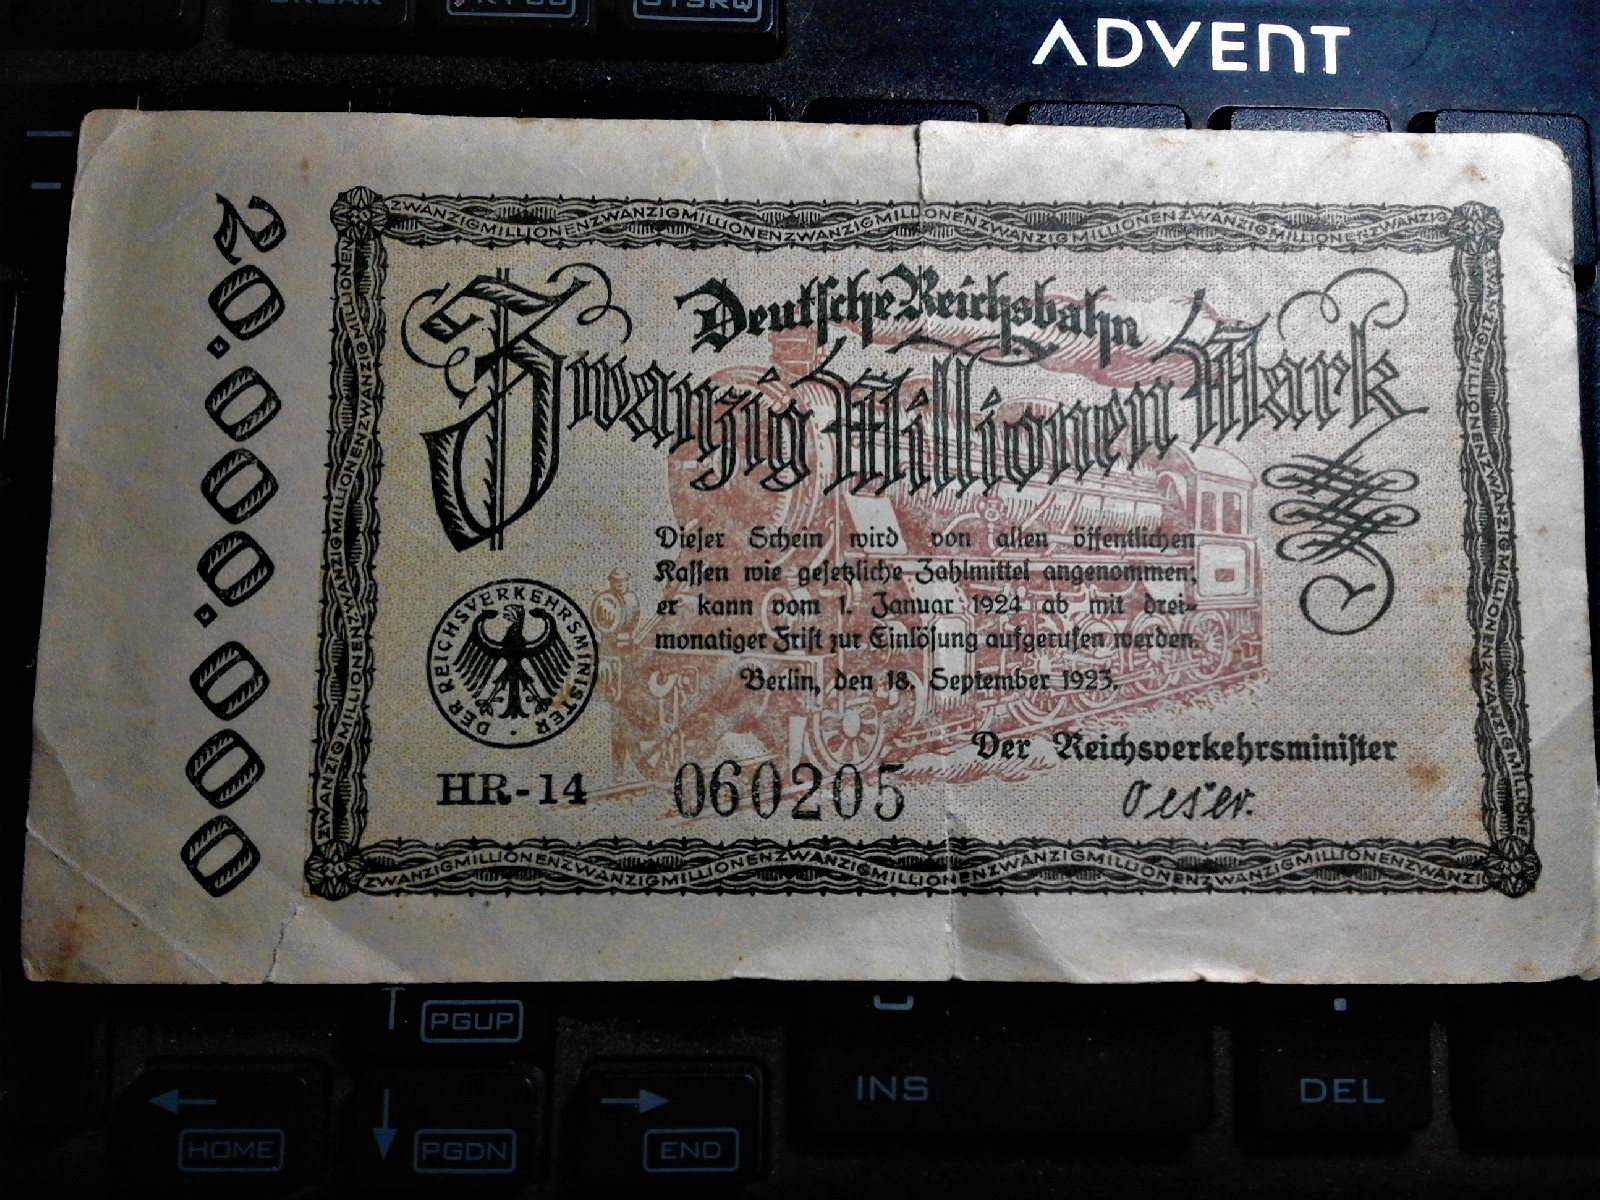 ADVENT
20.000.000
ZWANZIGMILLIONENZWANZIGMILLIONENZWANZIGMILLIONENZWANZIGMILLIONENZWANZIG
Deutsche Reichsbahn
Zwanzig Millionen Mark
Dieser Schein wird von allen öffentlichen
Kassen wie gesetzliche Zahlmittel angenommen,
er kann vom 1. Januar 1924 ab mit drei=
monatiger Frist zur Einlösung aufgerufen werden.
Berlin, den 18. September 1923.
DER REICHSVERKEHRSMINISTER
Der Reichsverkehrsminister
Oeser.
HR-14
060205
PGUP
INS
DEL
HOME
PGDN
END